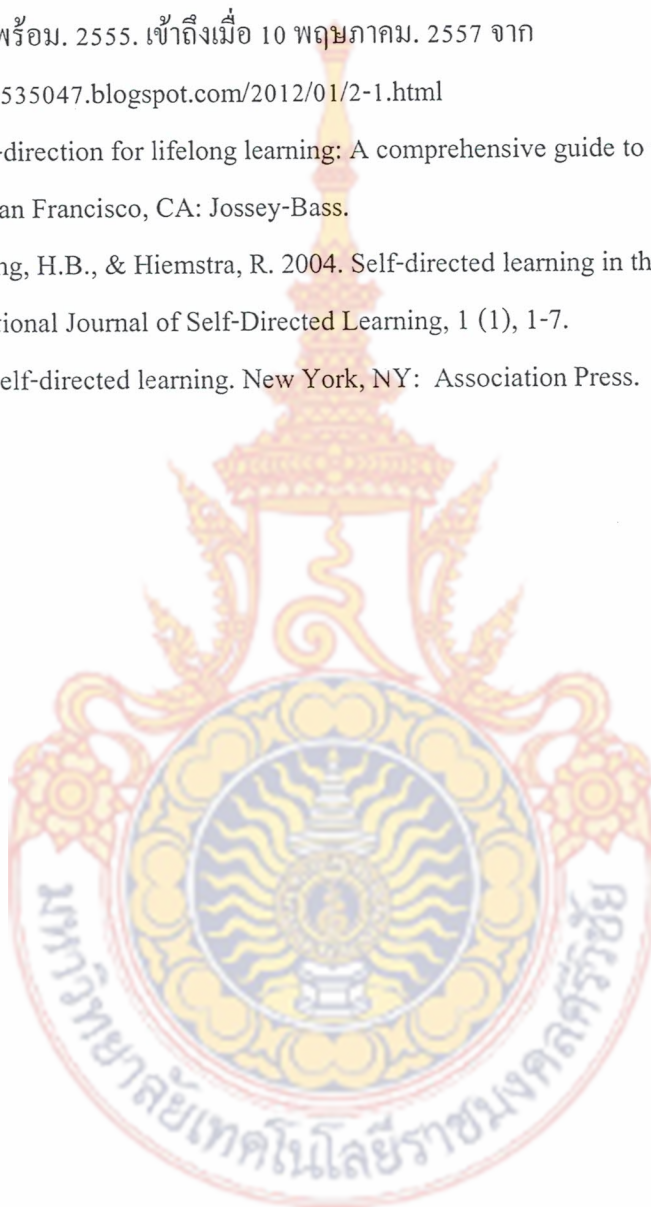 พร้อม. 2555. เข้าถึงเมื่อ 10 พฤษภาคม. 2557 จาก
535047.blogspot.com/2012/01/2-1.html
-direction for lifelong learning: A comprehensive guide to
an Francisco, CA: Jossey-Bass.
ng, H.B., & Hiemstra, R. 2004. Self-directed learning in th
tional Journal of Self-Directed Learning, 1 (1), 1-7.
elf-directed learning. New York, NY: Association Press.
มหาวิทยาลัยเทคโนโลยีราชมงคลศรีวิชัย